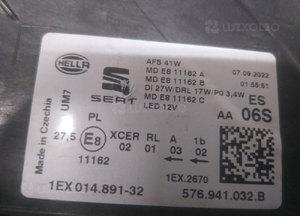 шлхоио
HELLA
SEAT
AFS 41W
MD E8 11162 A
MD E8 11162 B
DI 27W/DRL 17W/PO 3,4W
MD E8 11162 C
LED 12V
07.09.2022
01:55:51
ES
AA 06S
Made in Czechia
UM7
PL
27,5 E8
11162
XCER RL A 1b
02 01 03 02
1EX.2670
1EX 014.891-32
576.941.032.B